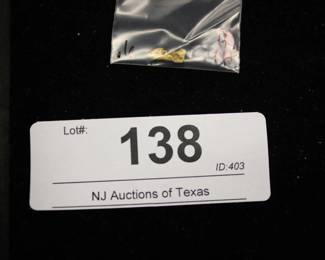 Lot#:
138
ID:403
NJ Auctions of Texas